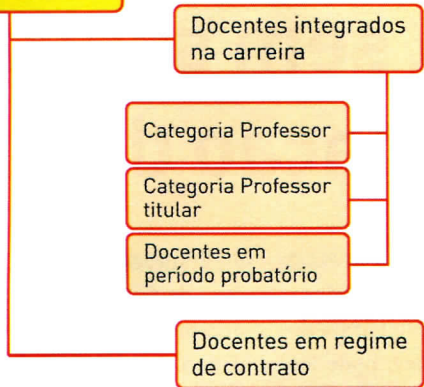 Docentes integrados
na carreira
Categoria Professor
Categoria Professor
titular
Docentes em
período probatório
Docentes em regime
de contrato